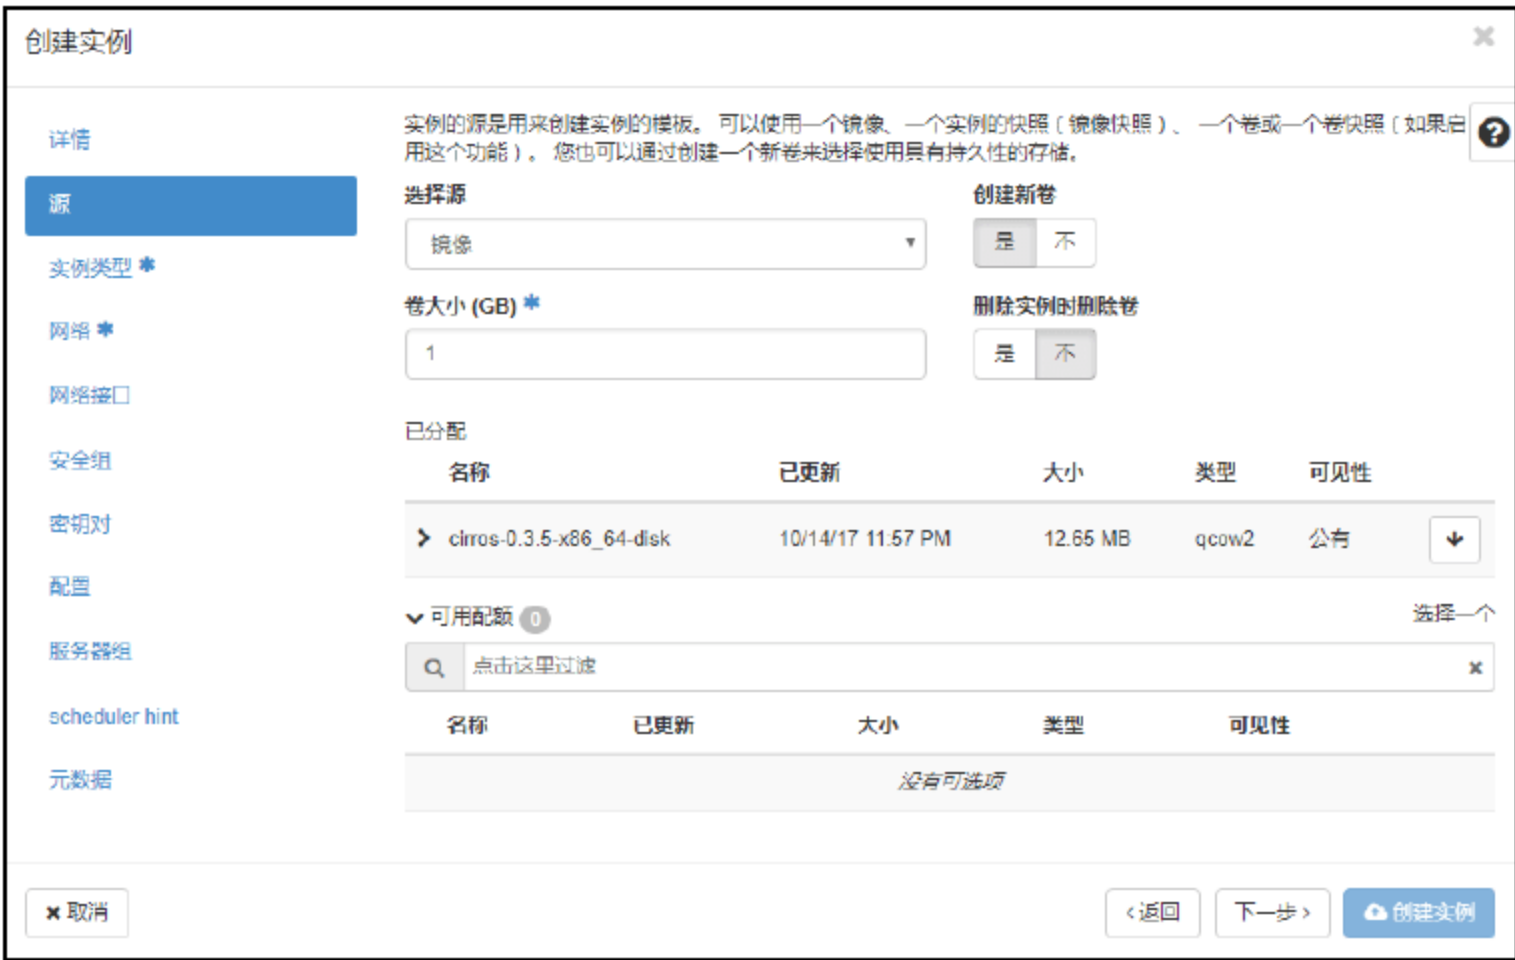 创建实例
详情
源
实例类型 *
网络 *
网络接口
安全组
密钥对
配置
服务器组
scheduler hint
元数据
实例的源是用来创建实例的模板。 可以使用一个镜像、一个实例的快照 ( 镜像快照 ) 、 一个卷或一个卷快照 ( 如果启
用这个功能 ) 。 您也可以通过创建一个新卷来选择使用具有持久性的存储。
选择源
创建新卷
镜像
是 不
卷大小 (GB) *
删除实例时删除卷
1
是 不
已分配
名称 已更新 大小 类型 可见性
cirros-0.3.5-x86_64-disk 10/14/17 11:57 PM 12.65 MB qcow2 公有
可用配额 0 选择一个
点击这里过滤
名称 已更新 大小 类型 可见性
没有可选项
取消
返回 下一步 创建实例